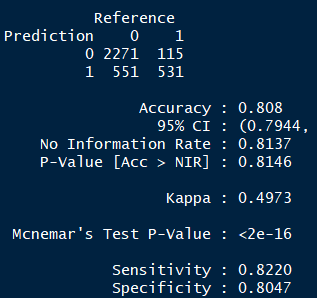 Reference
Prediction 0 1
0 2271 115
1 551 531
Accuracy : 0.808
95% CI : (0.7944,
No Information Rate : 0.8137
P-Value [Acc > NIR] : 0.8146
Kappa : 0.4973
Mcnemar's Test P-Value : <2e-16
Sensitivity : 0.8220
Specificity : 0.8047